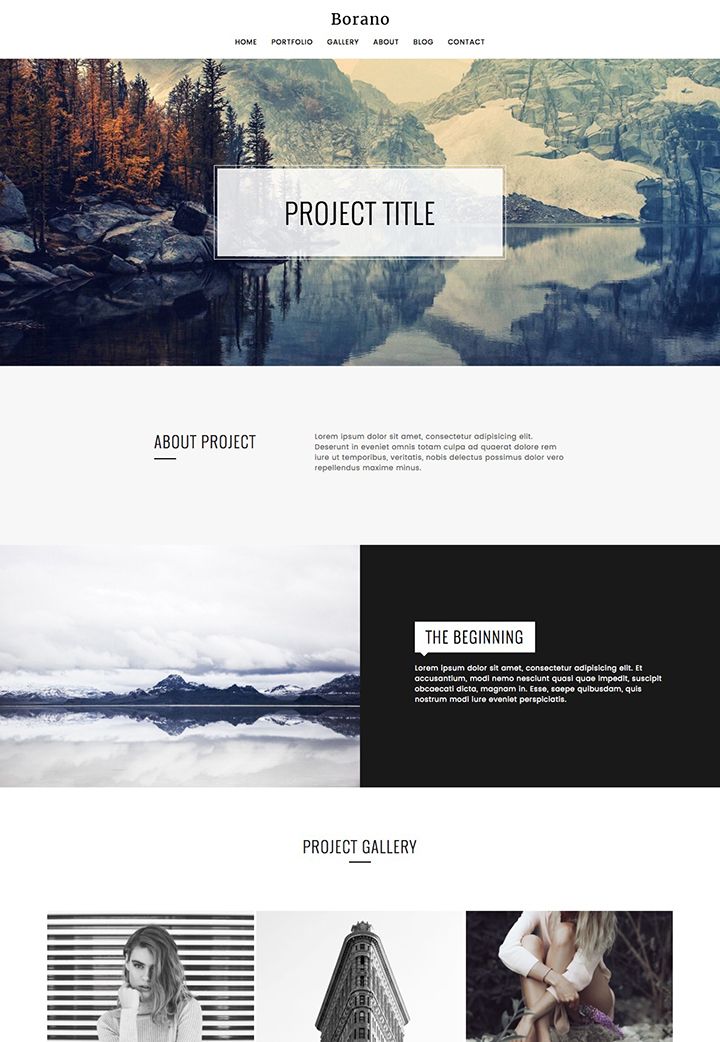 Borano
HOME PORTFOLIO GALLERY ABOUT BLOG CONTACT
PROJECT TITLE
ABOUT PROJECT
Lorem ipsum dolor sit amet, consectetur adipisicing elit.
Deserunt in eveniet omnis totam culpa ad quaerat dolore rem
iure ut temporibus, veritatis, nobis delectus possimus dolor vero
repellendus maxime minus.
THE BEGINNING
Lorem ipsum dolor sit amet, consectetur adipisicing elit. Et
accusantium, modi nemo nesciunt quasi quae impedit, suscipit
obcaecati dicta, magnam in. Esse, saepe quibusdam, quis
nostrum modi iure eveniet perspiciatis.
PROJECT GALLERY